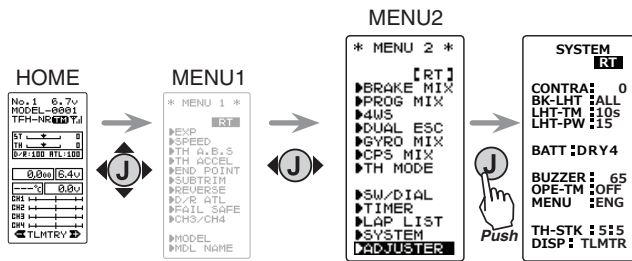 MENU2
HOME
MENU1
No.1 6.7v
MODEL-0001
TFH-NR TM
ST 0
TH 0
D/R:100 ATL:100
0.0
6.4v
---°C
0.0v
CH1
CH2
CH3
CH4
TLMTRY
* MENU 1 *
RT
EXP
SPEED
TH A.B.S
TH ACCEL
END POINT
SUBTRIM
REVERSE
D/R ATL
FAIL SAFE
CH3/CH4
MODEL
MDL NAME
J
J
* MENU 2 *
[RT]
BRAKE MIX
PROG MIX
4WS
DUAL ESC
GYRO MIX
CPS MIX
TH MODE
SW/DIAL
TIMER
LAP LIST
SYSTEM
ADJUSTER
J
Push
SYSTEM
RT
CONTRA: 0
BK-LHT :ALL
LHT-TM :10s
LHT-PW :15
BATT :DRY4
BUZZER : 65
OPE-TM :OFF
MENU :ENG
TH-STK :5:5
DISP : TLMTR